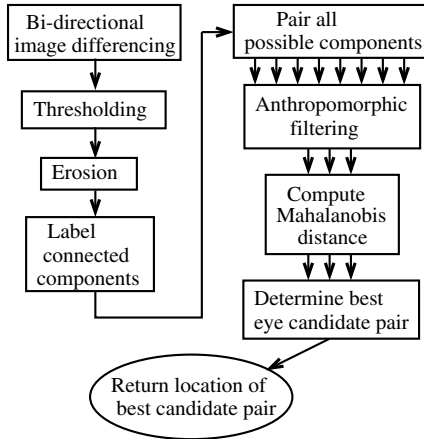 Bi-directional
image differencing
Thresholding
Erosion
Label
connected
components
Pair all
possible components
Anthropomorphic
filtering
Compute
Mahalanobis
distance
Determine best
eye candidate pair
Return location of
best candidate pair